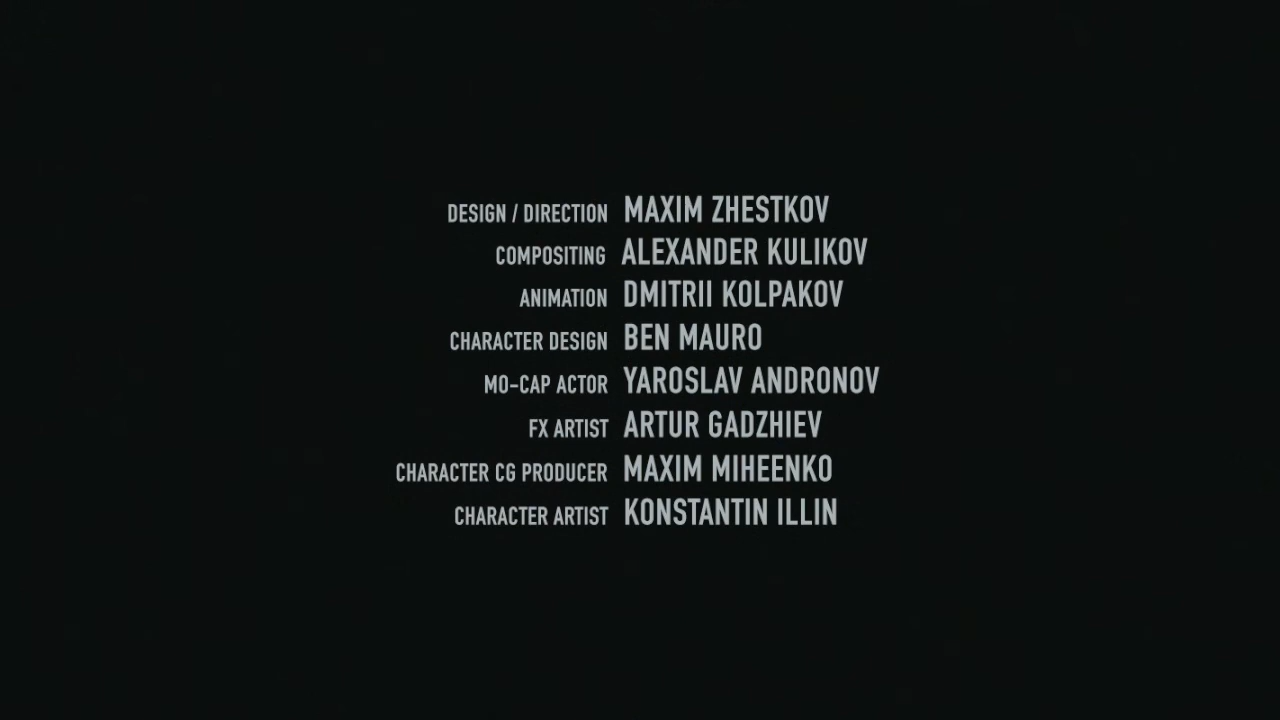 DESIGN / DIRECTION MAXIM ZHESTKOV
COMPOSITING ALEXANDER KULIKOV
ANIMATION DMITRII KOLPAKOV
CHARACTER DESIGN BEN MAURO
MO-CAP ACTOR YAROSLAV ANDRONOV
FX ARTIST ARTUR GADZHIEV
CHARACTER CG PRODUCER MAXIM MIHEENKO
CHARACTER ARTIST KONSTANTIN ILLIN